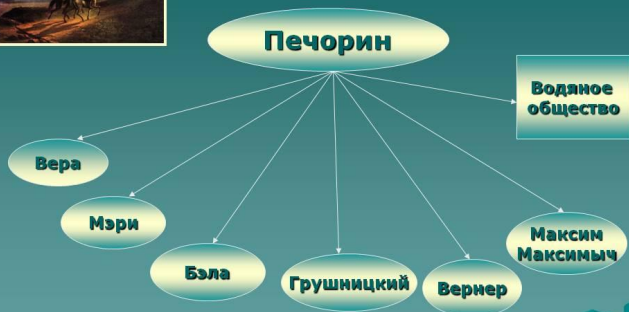 Печорин
Водяное
общество
Вера
Мэри
Бэла
Грушницкий
Вернер
Максим
Максимыч